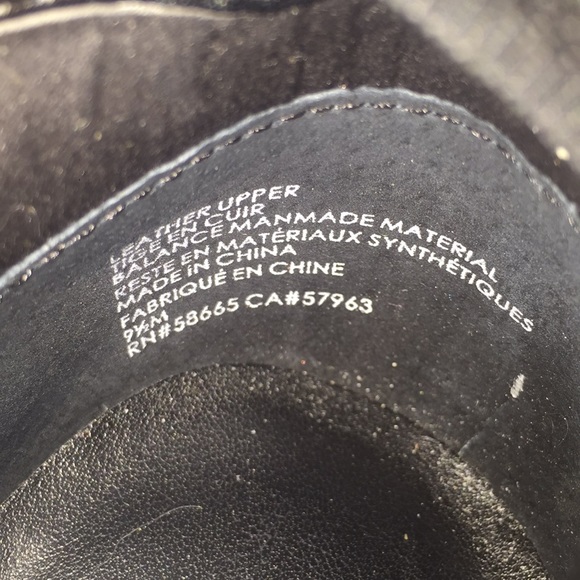 LEATHER UPPER
TIGE EN CUIR
BALANCE MANMADE MATERIAL
RESTE EN MATÉRIAUX SYNTHÉTIQUES
MADE IN CHINA
FABRIQUÉ EN CHINE
9½M
RN#58665 CA#57963